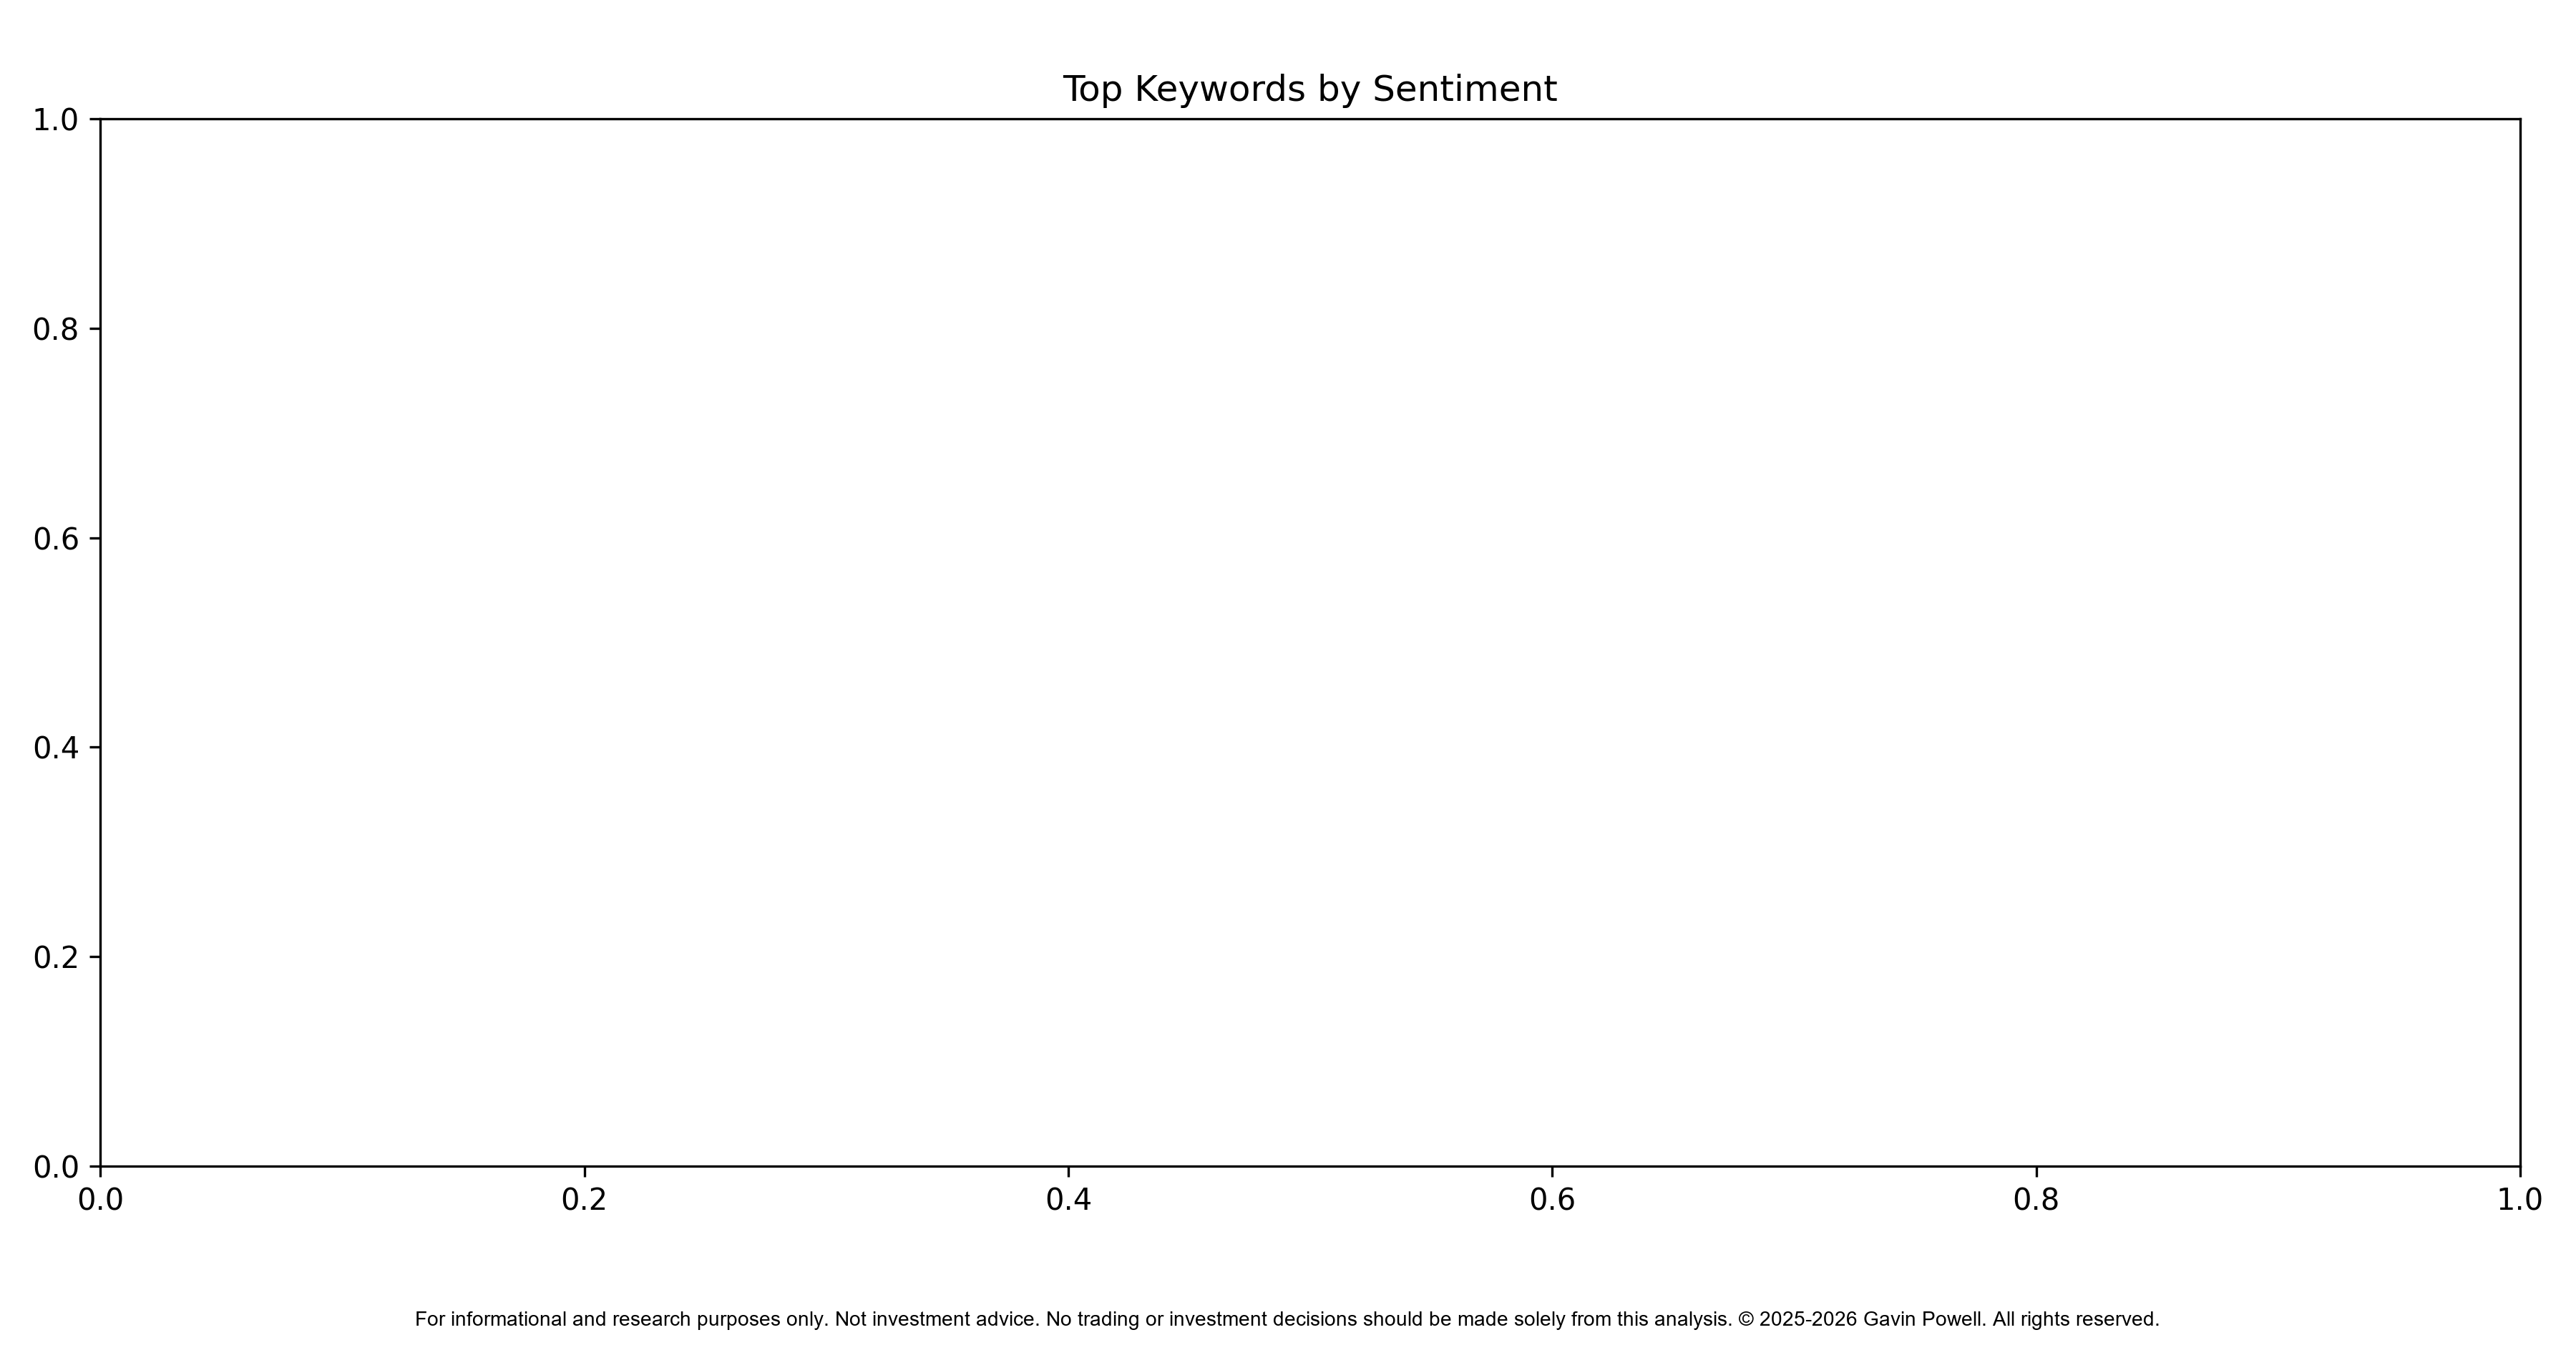 Top Keywords by Sentiment
1.0
0.8
0.6
0.4
0.2
0.0
0.0 0.2 0.4 0.6 0.8 1.0
For informational and research purposes only. Not investment advice. No trading or investment decisions should be made solely from this analysis. © 2025-2026 Gavin Powell. All rights reserved.